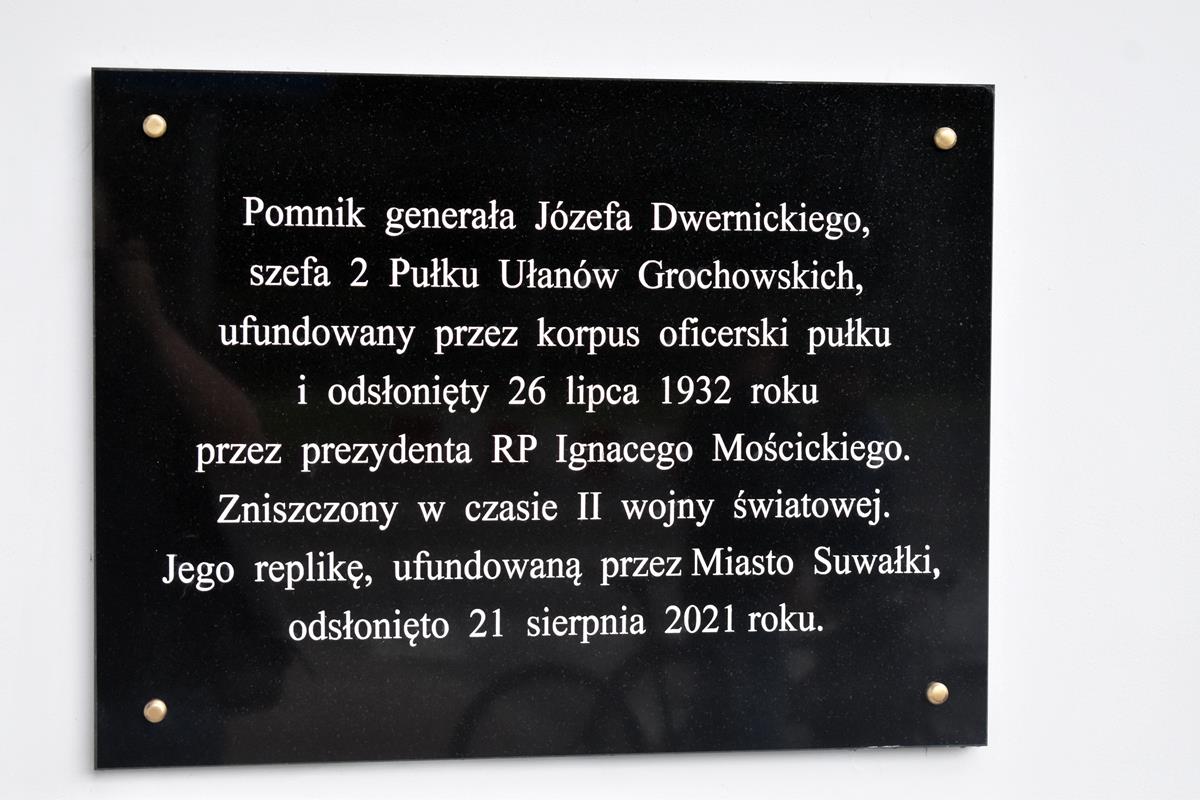 Pomnik generała Józefa Dwernickiego,
szefa 2 Pułku Ułanów Grochowskich,
ufundowany przez korpus oficerski pułku
i odsłonięty 26 lipca 1932 roku
przez prezydenta RP Ignacego Mościckiego.
Zniszczony w czasie II wojny światowej.
Jego replikę, ufundowaną przez Miasto Suwałki,
odsłonięto 21 sierpnia 2021 roku.